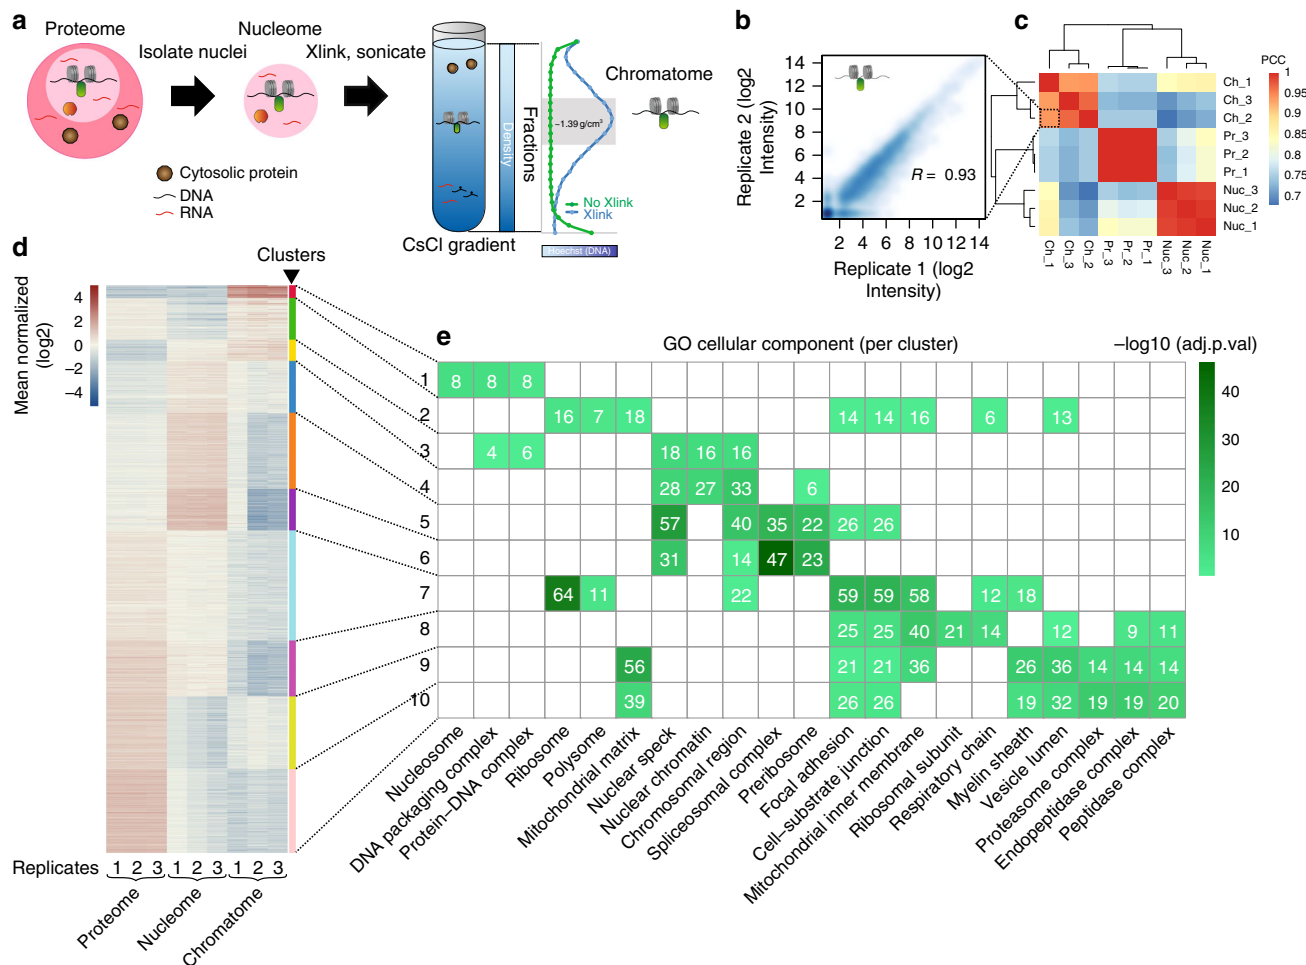 a
Proteome
Isolate nuclei
Nucleome
Xlink, sonicate
Cytosolic protein
DNA
RNA
CsCl gradient
Density
Fractions
~1.39 g/cm³
No Xlink
Xlink
Hoechst (DNA)
Chromatome
b
Replicate 2 (log2
Intensity)
14
12
10
8
6
4
2
R = 0.93
2 4 6 8 10 12 14
Replicate 1 (log2
Intensity)
c
Ch_1
Ch_3
Ch_2
Pr_3
Pr_2
Pr_1
Nuc_3
Nuc_2
Nuc_1
Ch_1 Ch_3 Ch_2 Pr_3 Pr_2 Pr_1 Nuc_3 Nuc_2 Nuc_1
PCC
1
0.95
0.9
0.85
0.8
0.75
0.7
d
Clusters
Mean normalized
(log2)
4
2
0
−2
−4
Replicates 1 2 3 1 2 3 1 2 3
Proteome
Nucleome
Chromatome
e
GO cellular component (per cluster)
−log10 (adj.p.val)
40
30
20
10
1 8 8 8
2 16 7 18 14 14 16 6 13
3 4 6 18 16 16
4 28 27 33 6
5 57 40 35 22 26 26
6 31 14 47 23
7 64 11 22 59 59 58 12 18
8 25 25 40 21 14 12 9 11
9 56 21 21 36 26 36 14 14 14
10 39 26 26 19 32 19 19 20
Nucleosome
DNA packaging complex
Protein−DNA complex
Ribosome
Polysome
Mitochondrial matrix
Nuclear speck
Nuclear chromatin
Chromosomal region
Spliceosomal complex
Preribosome
Focal adhesion
Cell−substrate junction
Mitochondrial inner membrane
Ribosomal subunit
Respiratory chain
Myelin sheath
Vesicle lumen
Proteasome complex
Endopeptidase complex
Peptidase complex